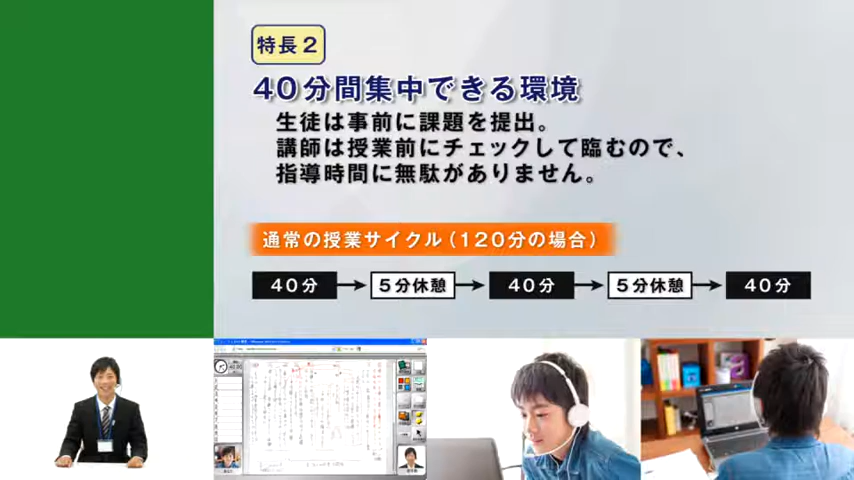 特長２
40分間集中できる環境
生徒は事前に課題を提出。
講師は授業前にチェックして臨むので、
指導時間に無駄がありません。
通常の授業サイクル（120分の場合）
40分
５分休憩
40分
５分休憩
40分